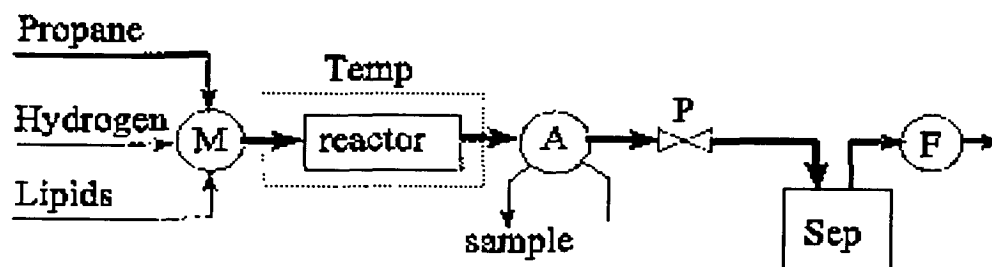 Propane
Temp
Hydrogen
M
reactor
A
P
F
Lipids
sample
Sep